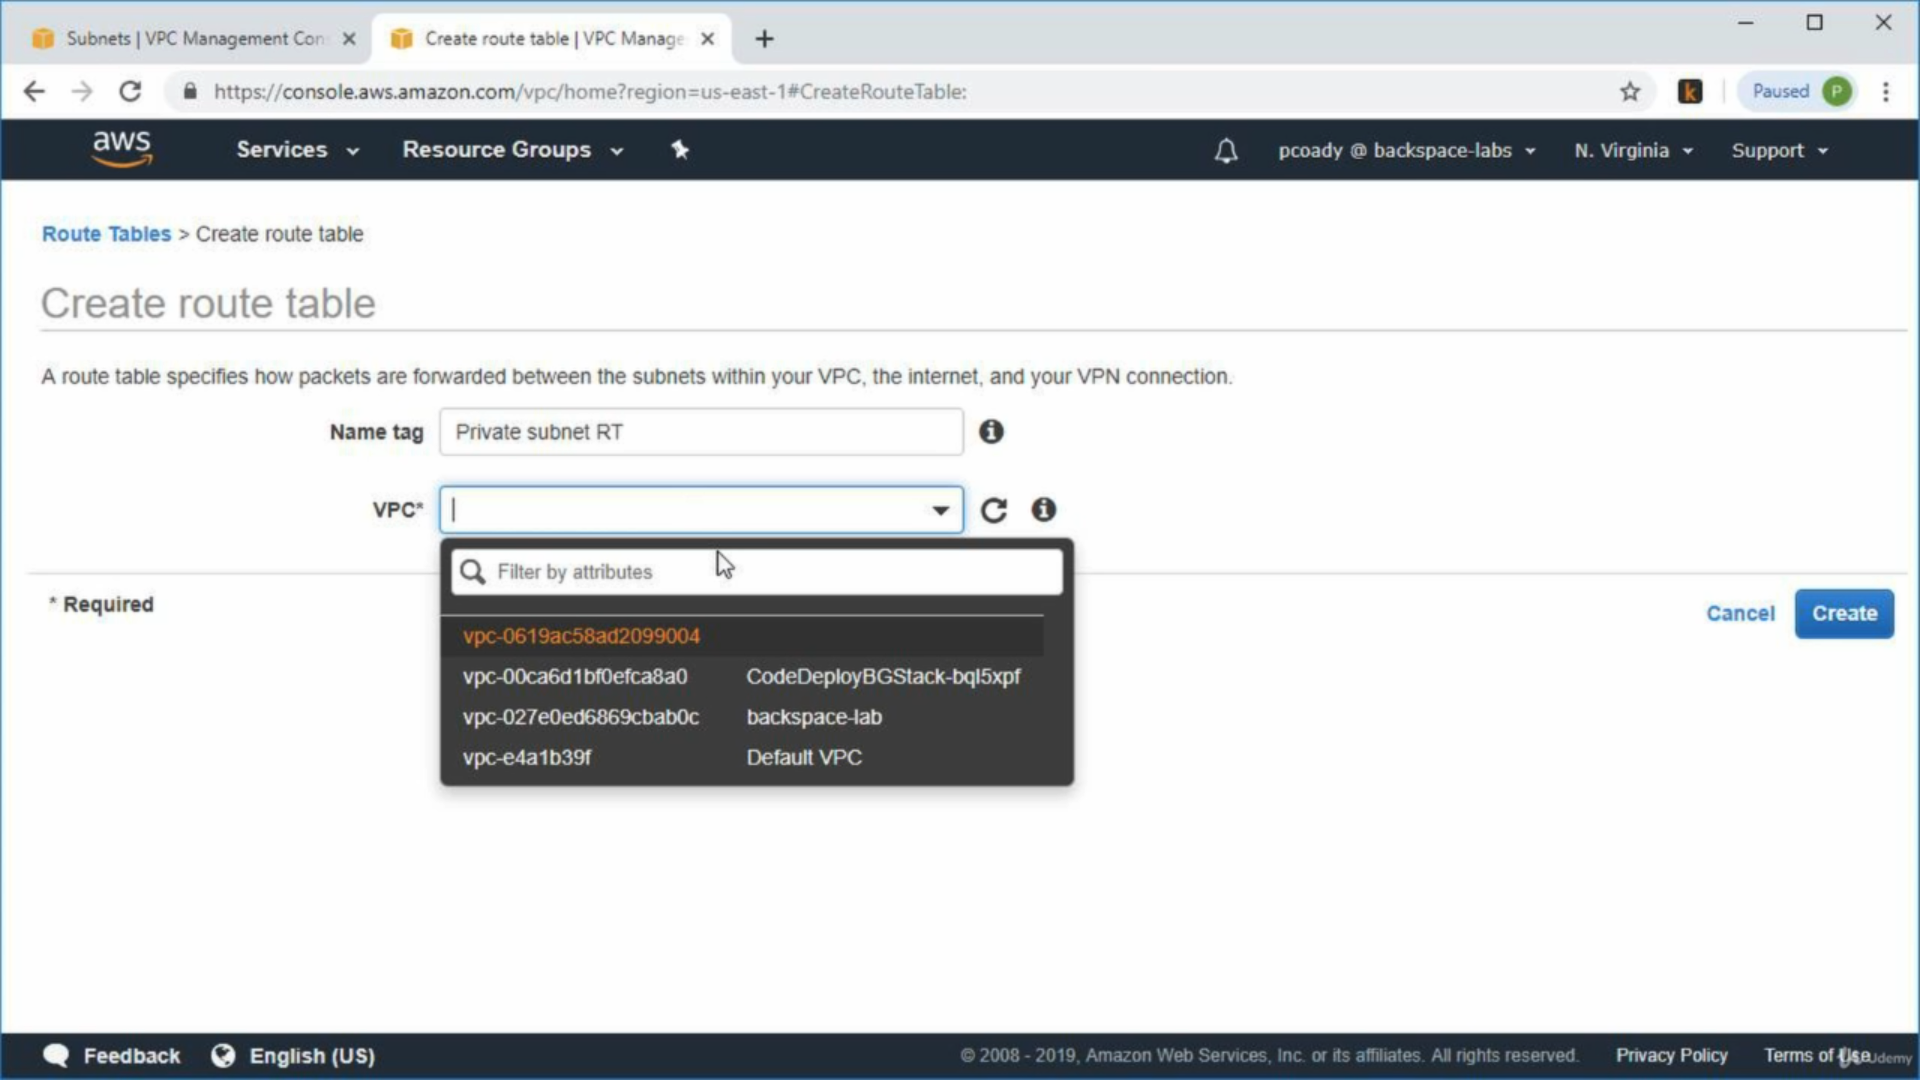 Subnets | VPC Management Con
Create route table | VPC Manage
https://console.aws.amazon.com/vpc/home?region=us-east-1#CreateRouteTable:
k
Paused P
aws
Services
Resource Groups
pcoady @ backspace-labs
N. Virginia
Support
Route Tables > Create route table
Create route table
A route table specifies how packets are forwarded between the subnets within your VPC, the internet, and your VPN connection.
Name tag
Private subnet RT
VPC*
Filter by attributes
vpc-0619ac58ad2099004
vpc-00ca6d1bf0efca8a0 CodeDeployBGStack-bql5xpf
vpc-027e0ed6869cbab0c backspace-lab
vpc-e4a1b39f Default VPC
* Required
Cancel
Create
Feedback
English (US)
© 2008 - 2019, Amazon Web Services, Inc. or its affiliates. All rights reserved.
Privacy Policy
Terms of Use
Udemy